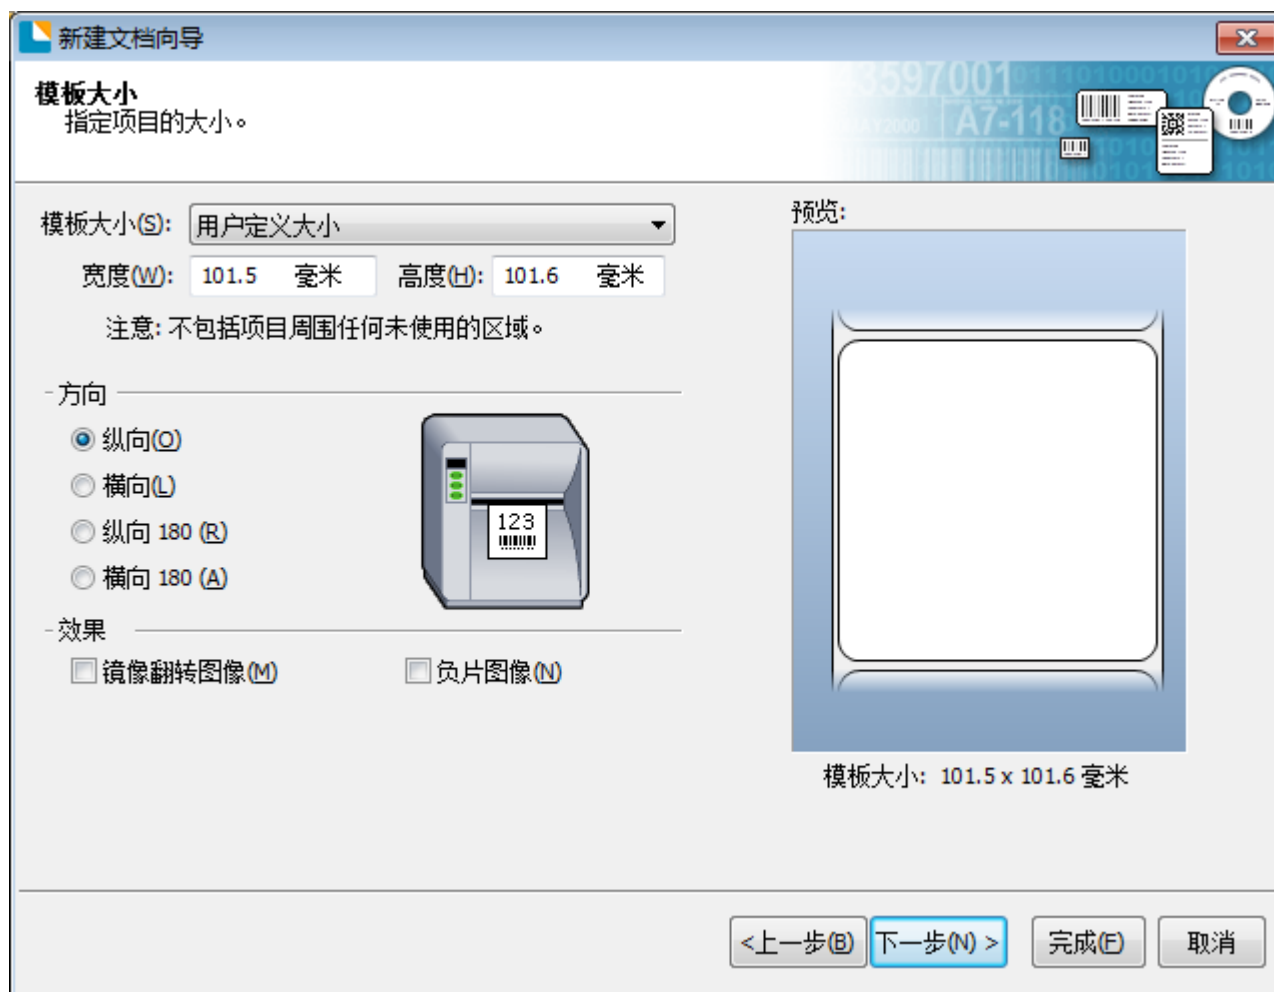 新建文档向导
模板大小
指定项目的大小。
3597001
A7-118
模板大小(S): 用户定义大小
宽度(W): 101.5 毫米 高度(H): 101.6 毫米
注意: 不包括项目周围任何未使用的区域。
方向
纵向(O)
横向(L)
纵向 180 (R)
横向 180 (A)
123
效果
镜像翻转图像(M) 负片图像(N)
预览:
模板大小: 101.5 x 101.6 毫米
<上一步(B) 下一步(N) > 完成(F) 取消